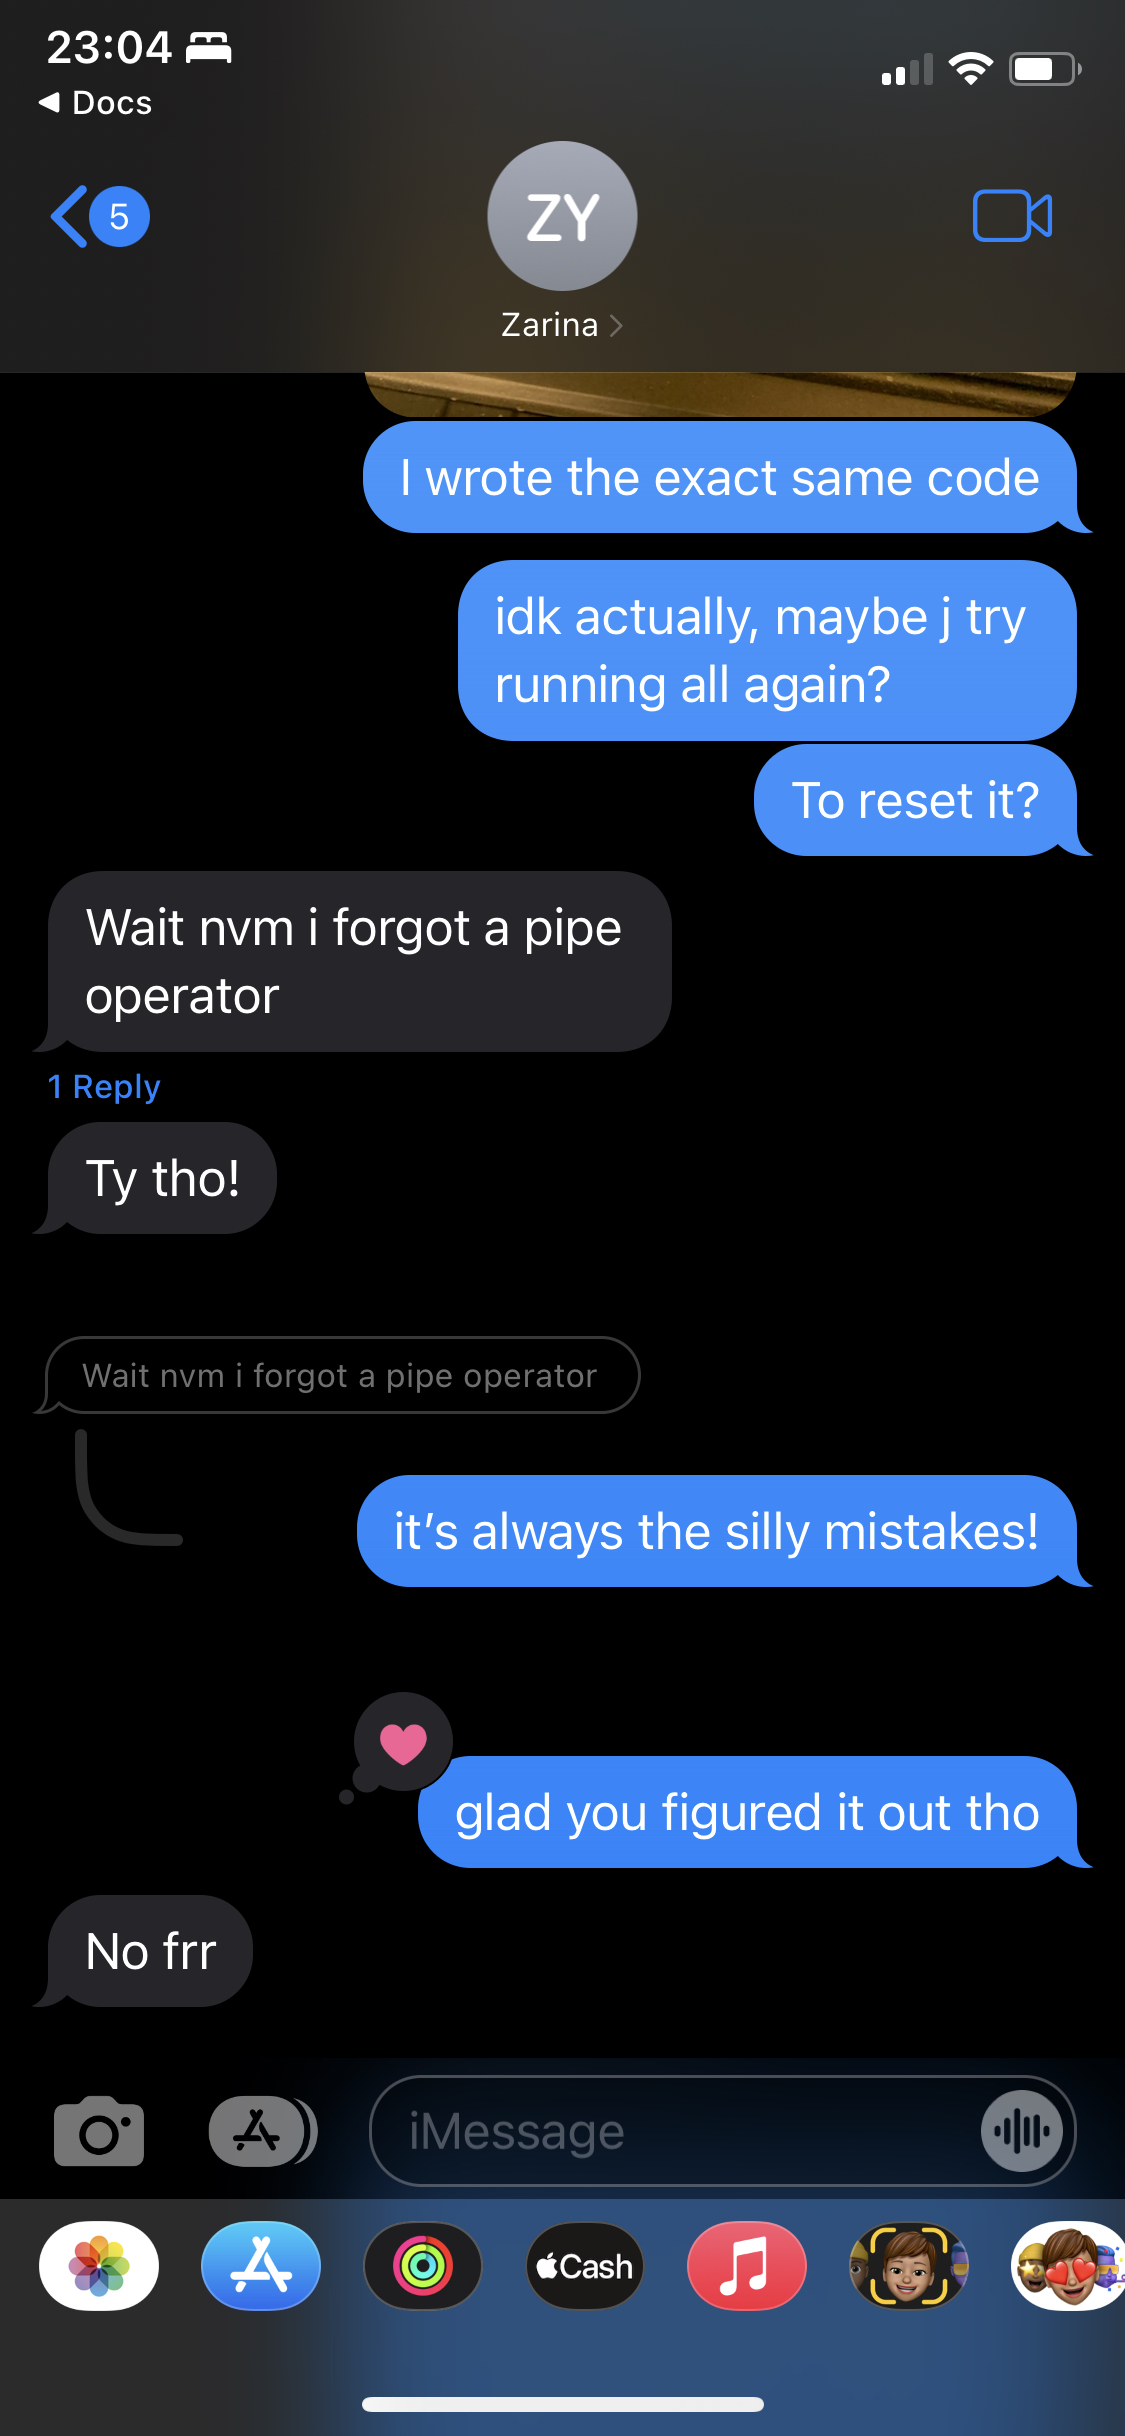 23:04
◀ Docs
5
ZY
Zarina
I wrote the exact same code
idk actually, maybe j try
running all again?
To reset it?
Wait nvm i forgot a pipe
operator
1 Reply
Ty tho!
Wait nvm i forgot a pipe operator
it’s always the silly mistakes!
glad you figured it out tho
No frr
iMessage
Cash